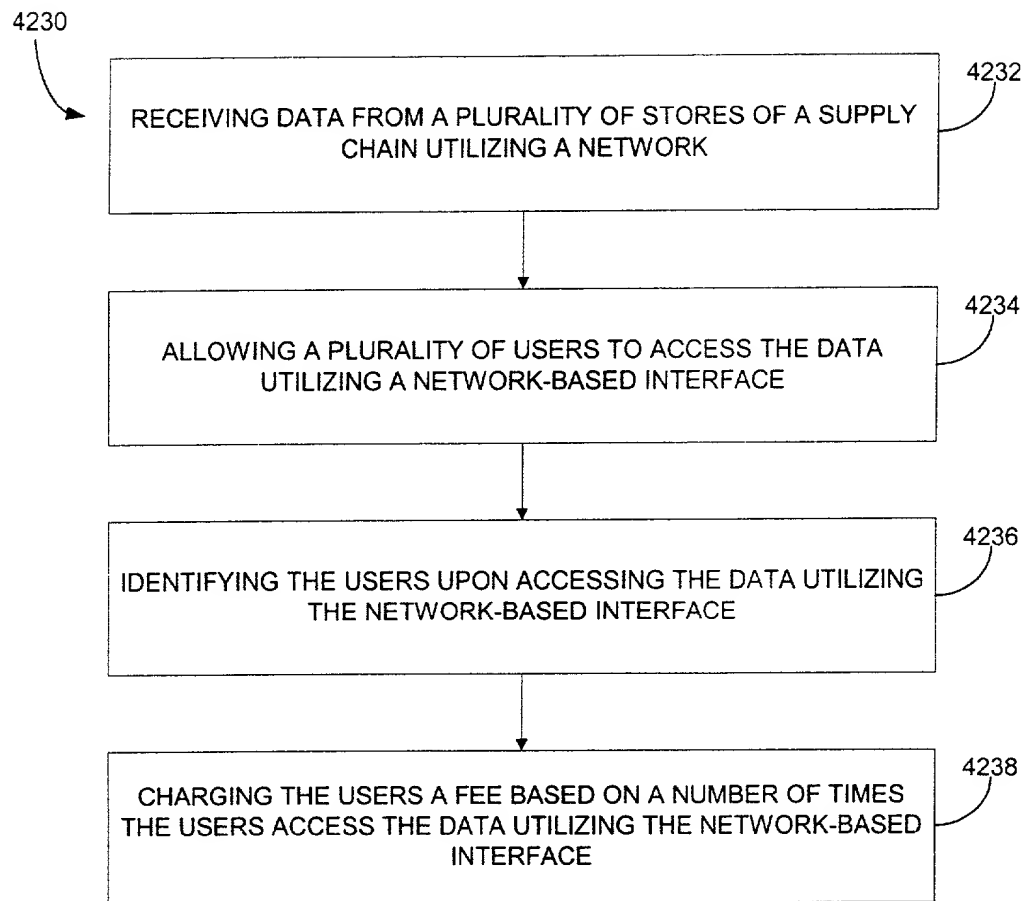 4230
4232
RECEIVING DATA FROM A PLURALITY OF STORES OF A SUPPLY
CHAIN UTILIZING A NETWORK
4234
ALLOWING A PLURALITY OF USERS TO ACCESS THE DATA
UTILIZING A NETWORK-BASED INTERFACE
4236
IDENTIFYING THE USERS UPON ACCESSING THE DATA UTILIZING
THE NETWORK-BASED INTERFACE
4238
CHARGING THE USERS A FEE BASED ON A NUMBER OF TIMES
THE USERS ACCESS THE DATA UTILIZING THE NETWORK-BASED
INTERFACE